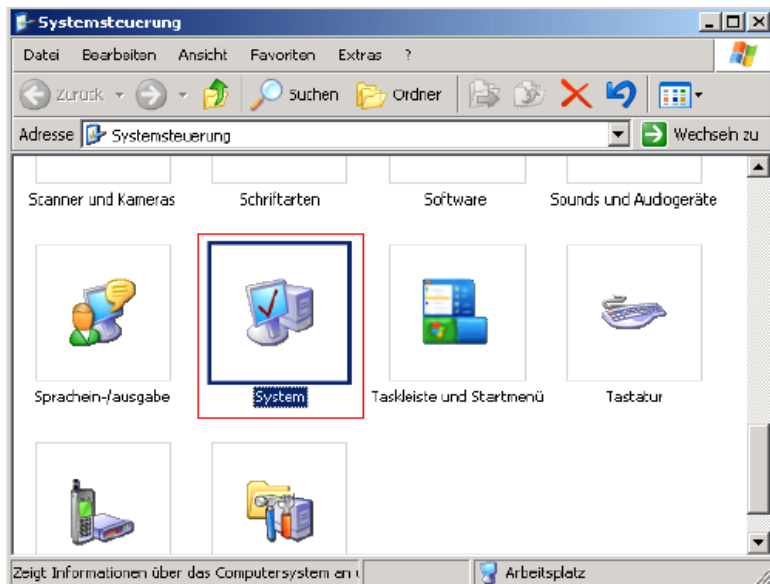 Systemsteuerung
Datei Bearbeiten Ansicht Favoriten Extras ?
Zurück Suchen Ordner
Adresse Systemsteuerung Wechseln zu
Scanner und Kameras Schriftarten Software Sounds und Audiogeräte
Sprachein-/ausgabe System Taskleiste und Startmenü Tastatur
Zeigt Informationen über das Computersystem an Arbeitsplatz